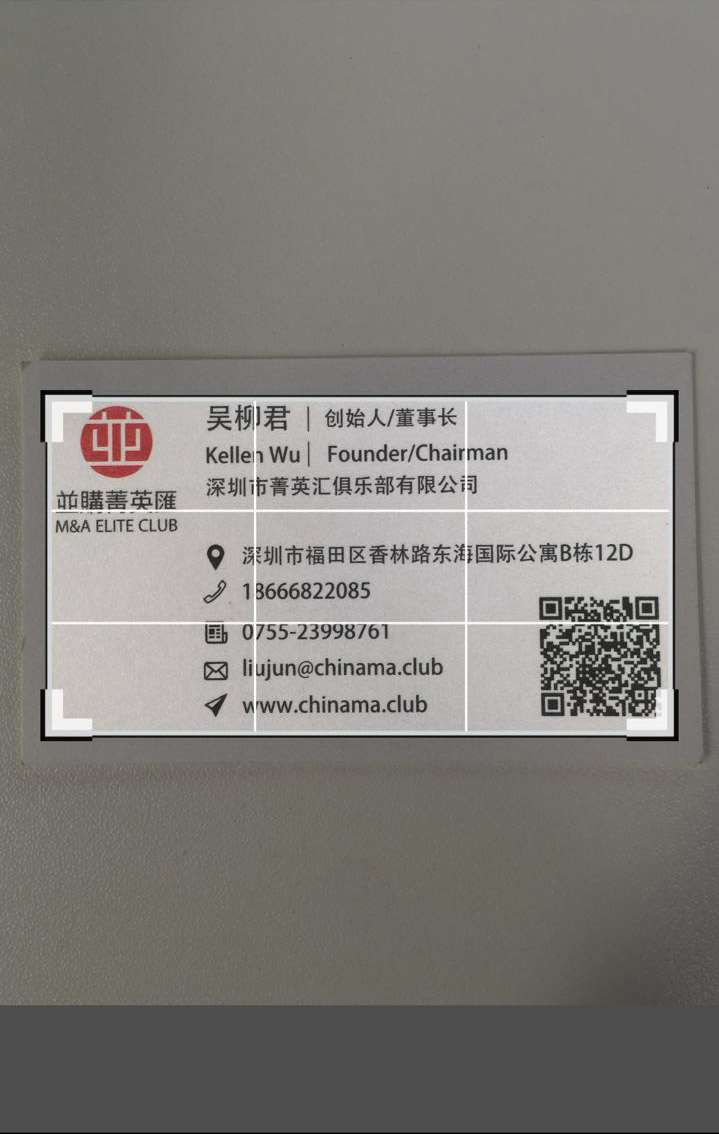 吴柳君 | 创始人/董事长
Kellen Wu | Founder/Chairman
深圳市菁英汇俱乐部有限公司
並購菁英匯
M&A ELITE CLUB
深圳市福田区香林路东海国际公寓B栋12D
18666822085
0755-23998761
liujun@chinama.club
www.chinama.club